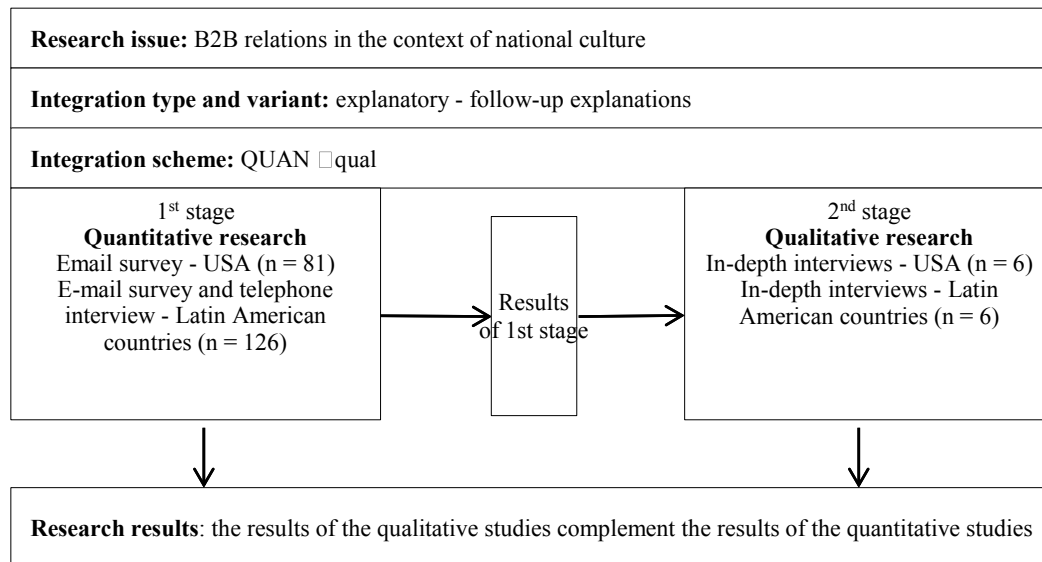 Research issue: B2B relations in the context of national culture
Integration type and variant: explanatory - follow-up explanations
Integration scheme: QUAN □qual
1st stage
Quantitative research
Email survey - USA (n = 81)
E-mail survey and telephone
interview - Latin American
countries (n = 126)
Results
of 1st stage
2nd stage
Qualitative research
In-depth interviews - USA (n = 6)
In-depth interviews - Latin
American countries (n = 6)
Research results: the results of the qualitative studies complement the results of the quantitative studies